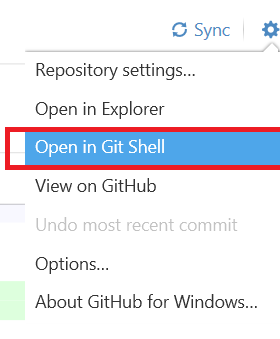 Sync
Repository settings...
Open in Explorer
Open in Git Shell
View on GitHub
Undo most recent commit
Options...
About GitHub for Windows...